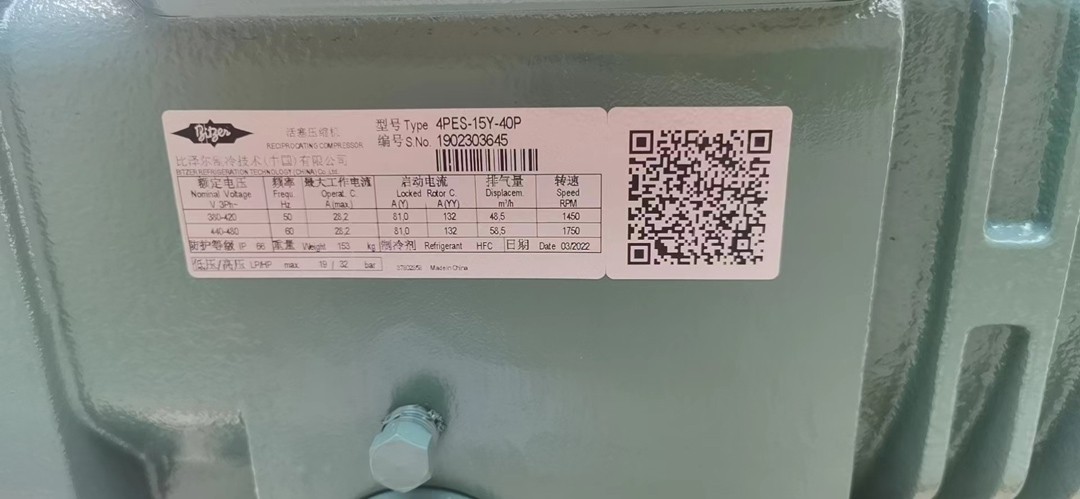 Bitzer
活塞压缩机
RECIPROCATING COMPRESSOR
型号 Type 4PES-15Y-40P
编号 S.No. 1902303645
比泽尔制冷技术(中国)有限公司
BITZER REFRIGERATION TECHNOLOGY (CHINA) Co., Ltd.
额定电压 频率 最大工作电流 启动电流 排气量 转速
Nominal Voltage Frequ. Operat. C. Locked Rotor C. Displacem. Speed
V, 3Ph~ Hz A (max.) A (Y) A (YY) m³/h RPM
380-420 50 28,2 81,0 132 48,5 1450
440-480 60 28,2 81,0 132 58,5 1750
防护等级 IP 66 重量 Weight 153 kg 制冷剂 Refrigerant HFC 日期 Date 03/2022
低压/高压 LP/HP max. 19 / 32 bar
Made in China